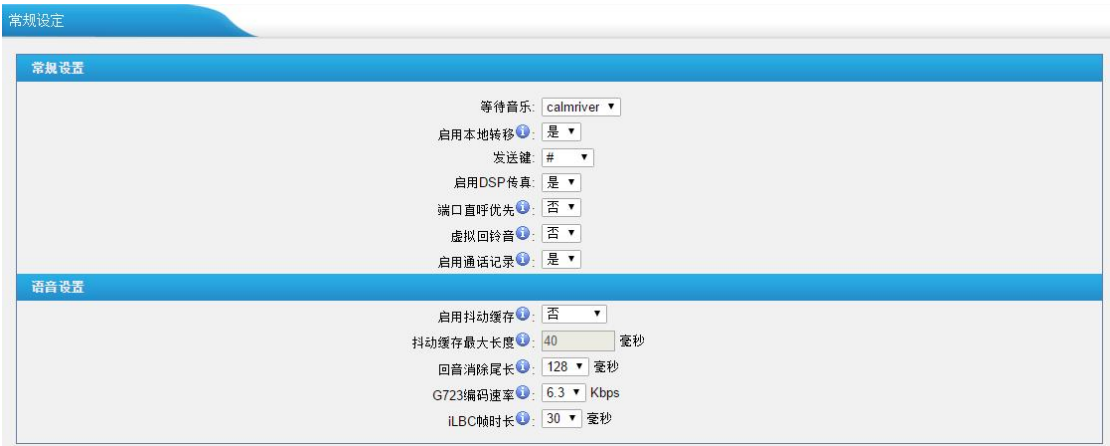 常规设定
常规设置
等待音乐: calmriver
启用本地转移: 是
发送键: #
启用DSP传真: 是
端口直呼优先: 否
虚拟回铃音: 否
启用通话记录: 是
语音设置
启用抖动缓存: 否
抖动缓存最大长度: 40 毫秒
回音消除尾长: 128 毫秒
G723编码速率: 6.3 Kbps
iLBC帧时长: 30 毫秒